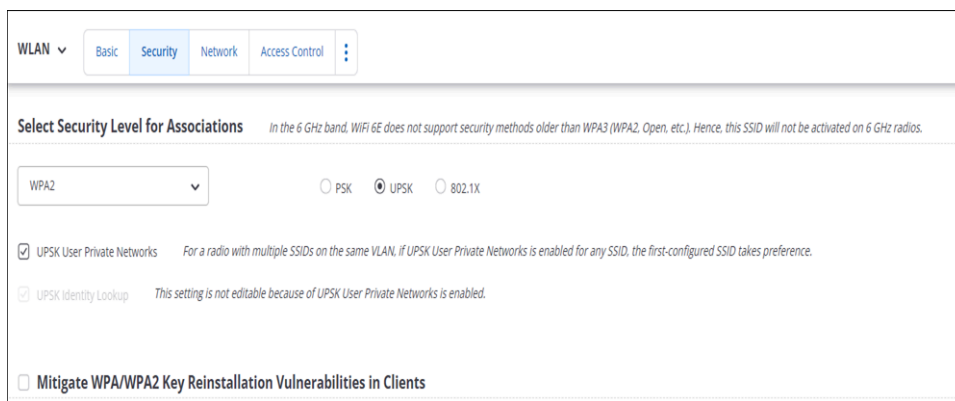 WLAN Basic Security Network Access Control
Select Security Level for Associations In the 6 GHz band, WiFi 6E does not support security methods older than WPA3 (WPA2, Open, etc.). Hence, this SSID will not be activated on 6 GHz radios.
WPA2 PSK UPSK 802.1X
UPSK User Private Networks For a radio with multiple SSIDs on the same VLAN, if UPSK User Private Networks is enabled for any SSID, the first-configured SSID takes preference.
UPSK Identity Lookup This setting is not editable because of UPSK User Private Networks is enabled.
Mitigate WPA/WPA2 Key Reinstallation Vulnerabilities in Clients